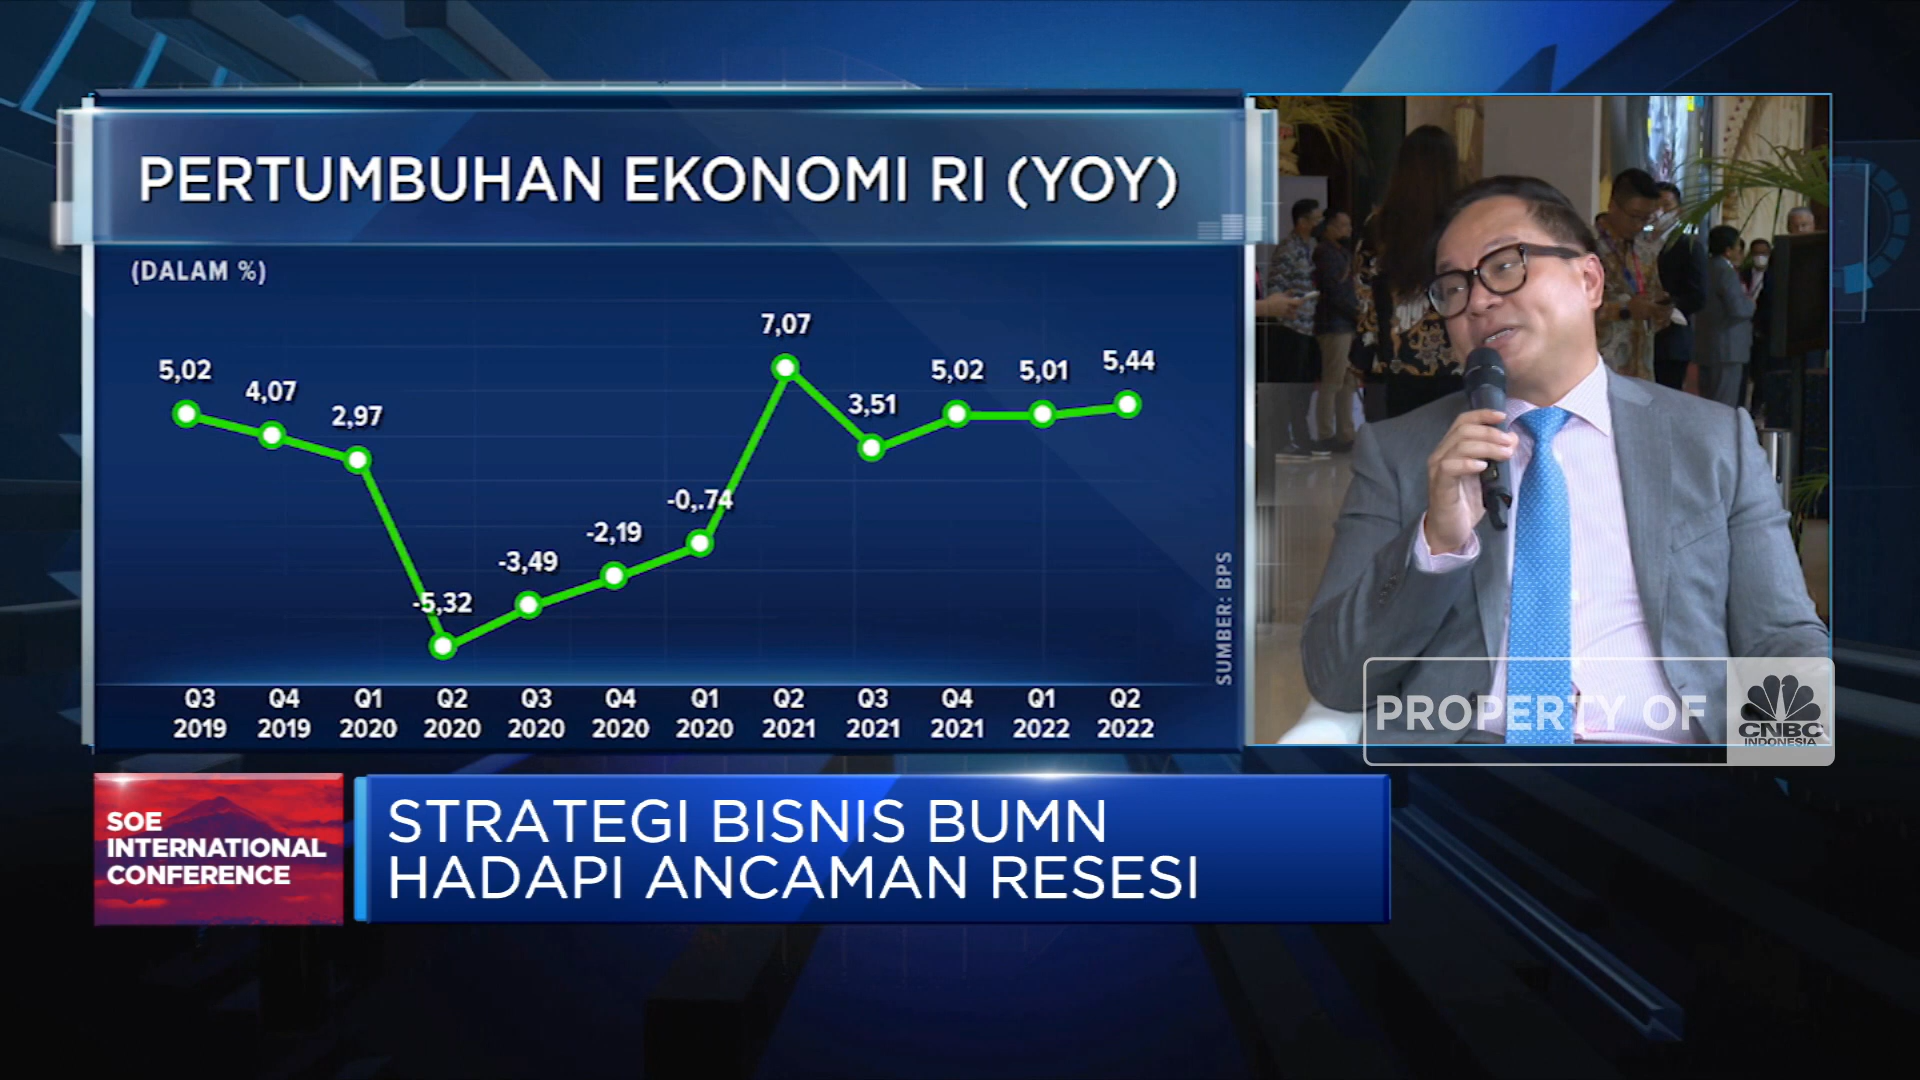 PERTUMBUHAN EKONOMI RI (YOY)
(DALAM %)
5,02
4,07
2,97
-5,32
-3,49
-2,19
-0,.74
7,07
3,51
5,02
5,01
5,44
SUMBER: BPS
Q3 Q4 Q1 Q2 Q3 Q4 Q1 Q2 Q3 Q4 Q1 Q2
2019 2019 2020 2020 2020 2020 2020 2021 2021 2021 2022 2022
PROPERTY OF
CNBC
INDONESIA
SOE
INTERNATIONAL
CONFERENCE
STRATEGI BISNIS BUMN
HADAPI ANCAMAN RESESI